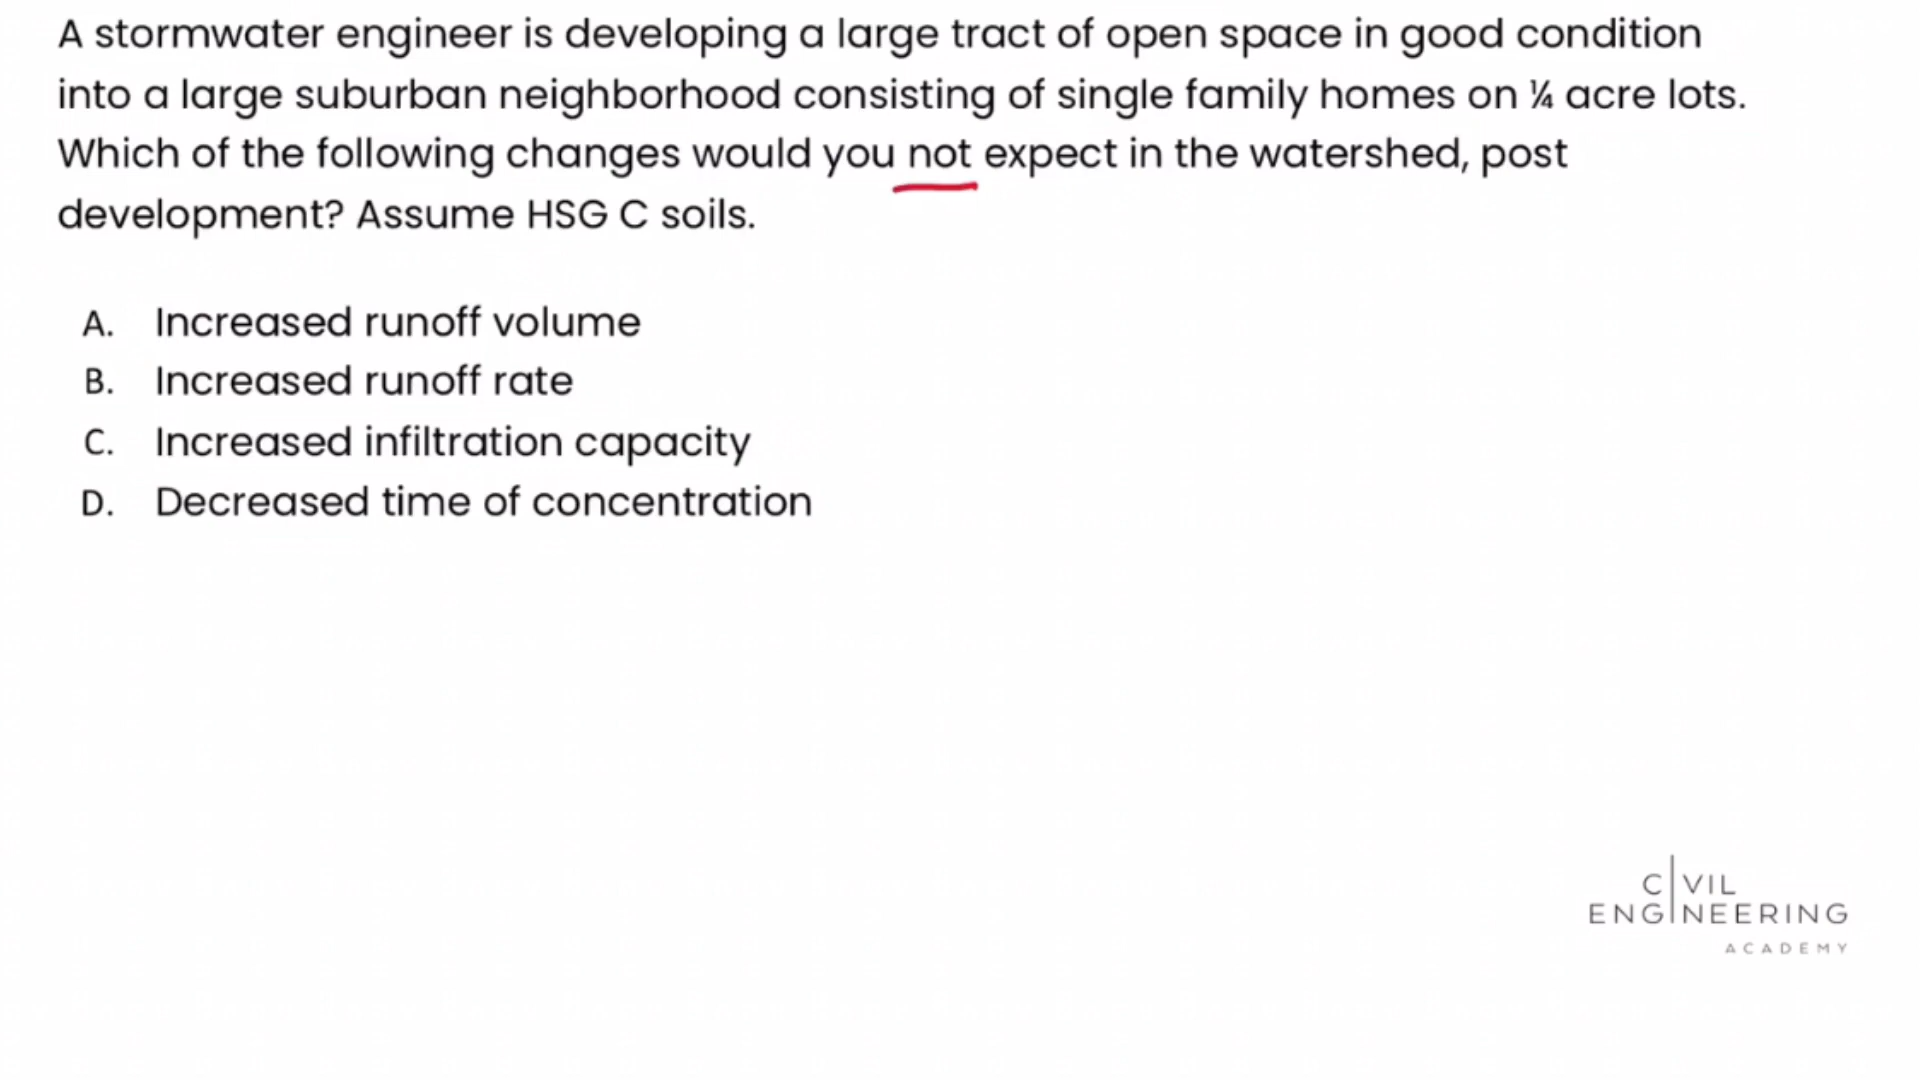 A stormwater engineer is developing a large tract of open space in good condition
into a large suburban neighborhood consisting of single family homes on ¼ acre lots.
Which of the following changes would you not expect in the watershed, post
development? Assume HSG C soils.
A. Increased runoff volume
B. Increased runoff rate
C. Increased infiltration capacity
D. Decreased time of concentration
CIVIL
ENGINEERING
ACADEMY